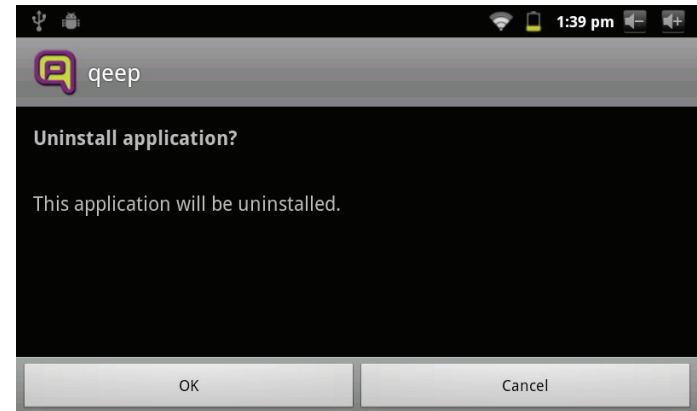 1:39 pm
qeep
Uninstall application?
This application will be uninstalled.
OK
Cancel